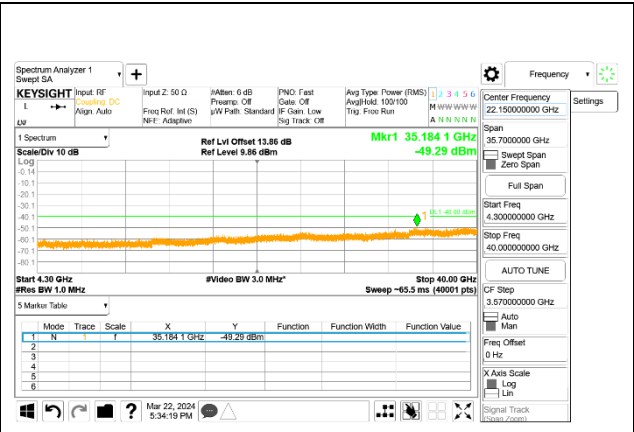 Spectrum Analyzer 1
Swept SA
Frequency
KEYSIGHT
L
Input: RF
Coupling: DC
Align: Auto
Input Z: 50 Ω
Freq Ref: Int (S)
NFE: Adaptive
#Atten: 6 dB
Preamp: Off
µW Path: Standard
PNO: Fast
Gate: Off
IF Gain: Low
Sig Track: Off
Avg Type: Power (RMS)
Avg|Hold: 100/100
Trig: Free Run
1 2 3 4 5 6
M W W W W W
A N N N N N
1 Spectrum
Scale/Div 10 dB
Ref Lvl Offset 13.86 dB
Ref Level 9.86 dBm
Mkr1 35.184 1 GHz
-49.29 dBm
Log
-0.14
-10.1
-20.1
-30.1
-40.1
-50.1
-60.1
-70.1
-80.1
DL1 -40.00 dBm
1
Start 4.30 GHz
#Res BW 1.0 MHz
#Video BW 3.0 MHz*
Stop 40.00 GHz
Sweep ~65.5 ms (40001 pts)
5 Marker Table
Mode Trace Scale X Y Function Function Width Function Value
1 N 1 f 35.184 1 GHz -49.29 dBm
2
3
4
5
6
Mar 22, 2024
5:34:19 PM
Center Frequency
22.150000000 GHz
Settings
Span
35.7000000 GHz
Swept Span
Zero Span
Full Span
Start Freq
4.300000000 GHz
Stop Freq
40.000000000 GHz
AUTO TUNE
CF Step
3.570000000 GHz
Auto
Man
Freq Offset
0 Hz
X Axis Scale
Log
Lin
Signal Track
(Span Zoom)